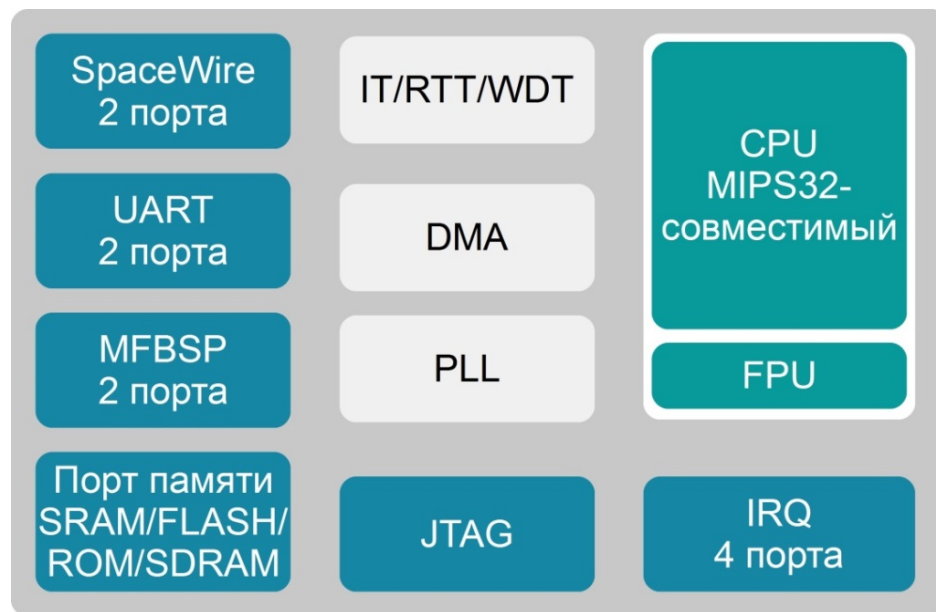 SpaceWire
2 порта
UART
2 порта
MFBSP
2 порта
Порт памяти
SRAM/FLASH/
ROM/SDRAM
IT/RTT/WDT
DMA
PLL
JTAG
CPU
MIPS32-
совместимый
FPU
IRQ
4 порта